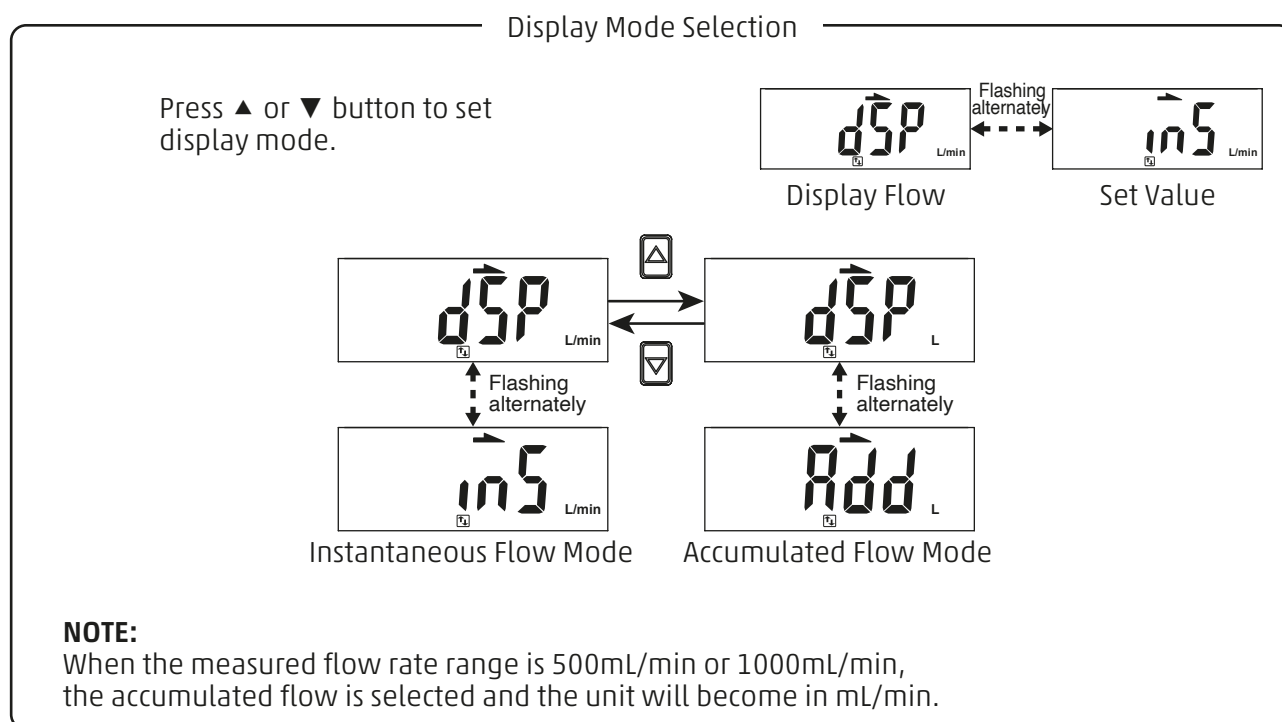 Display Mode Selection
Press ▲ or ▼ button to set
display mode.
Flashing
alternately
dSP L/min
inS L/min
Display Flow
Set Value
dSP L/min
dSP L
Flashing
alternately
Flashing
alternately
inS L/min
Add L
Instantaneous Flow Mode
Accumulated Flow Mode
NOTE:
When the measured flow rate range is 500mL/min or 1000mL/min,
the accumulated flow is selected and the unit will become in mL/min.